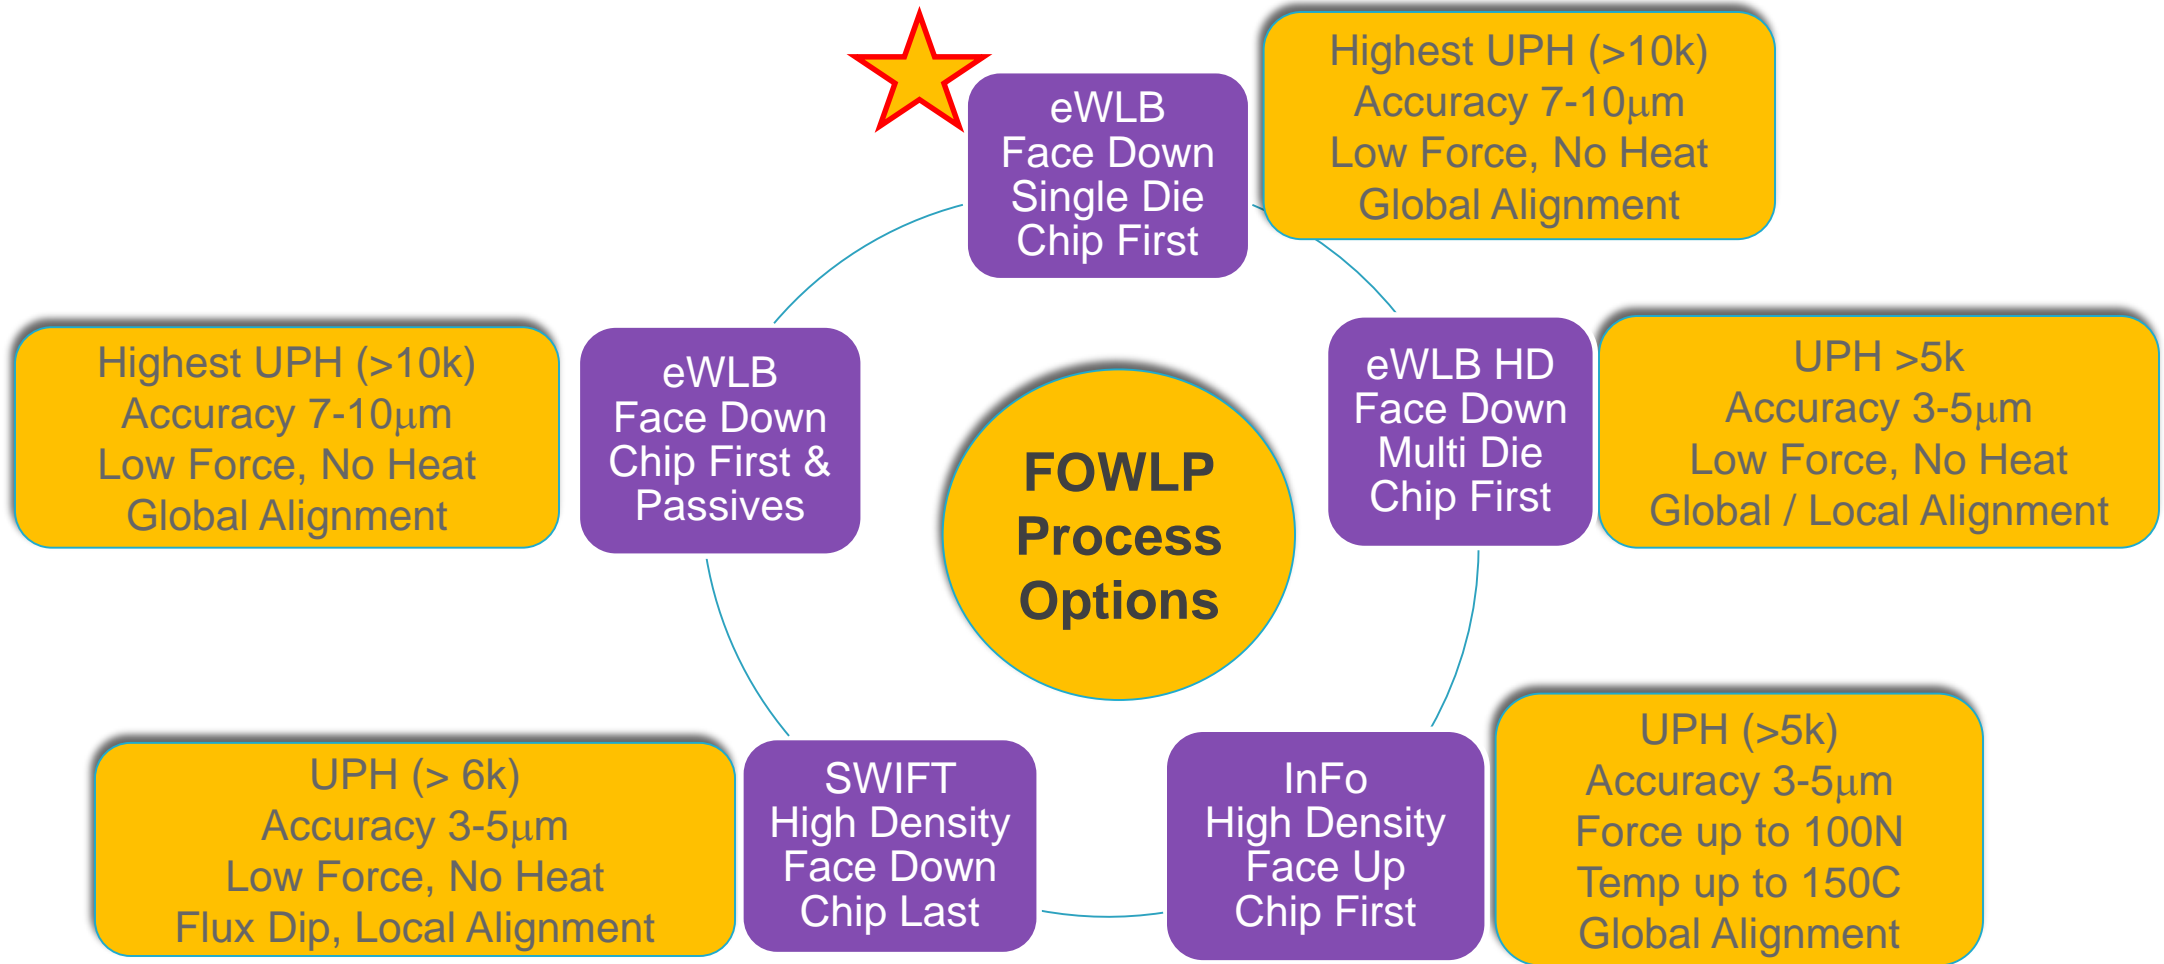 eWLB
Face Down
Single Die
Chip First
Highest UPH (>10k)
Accuracy 7-10μm
Low Force, No Heat
Global Alignment
eWLB HD
Face Down
Multi Die
Chip First
UPH >5k
Accuracy 3-5μm
Low Force, No Heat
Global / Local Alignment
InFo
High Density
Face Up
Chip First
UPH (>5k)
Accuracy 3-5μm
Force up to 100N
Temp up to 150C
Global Alignment
SWIFT
High Density
Face Down
Chip Last
UPH (> 6k)
Accuracy 3-5μm
Low Force, No Heat
Flux Dip, Local Alignment
eWLB
Face Down
Chip First &
Passives
Highest UPH (>10k)
Accuracy 7-10μm
Low Force, No Heat
Global Alignment
FOWLP
Process
Options